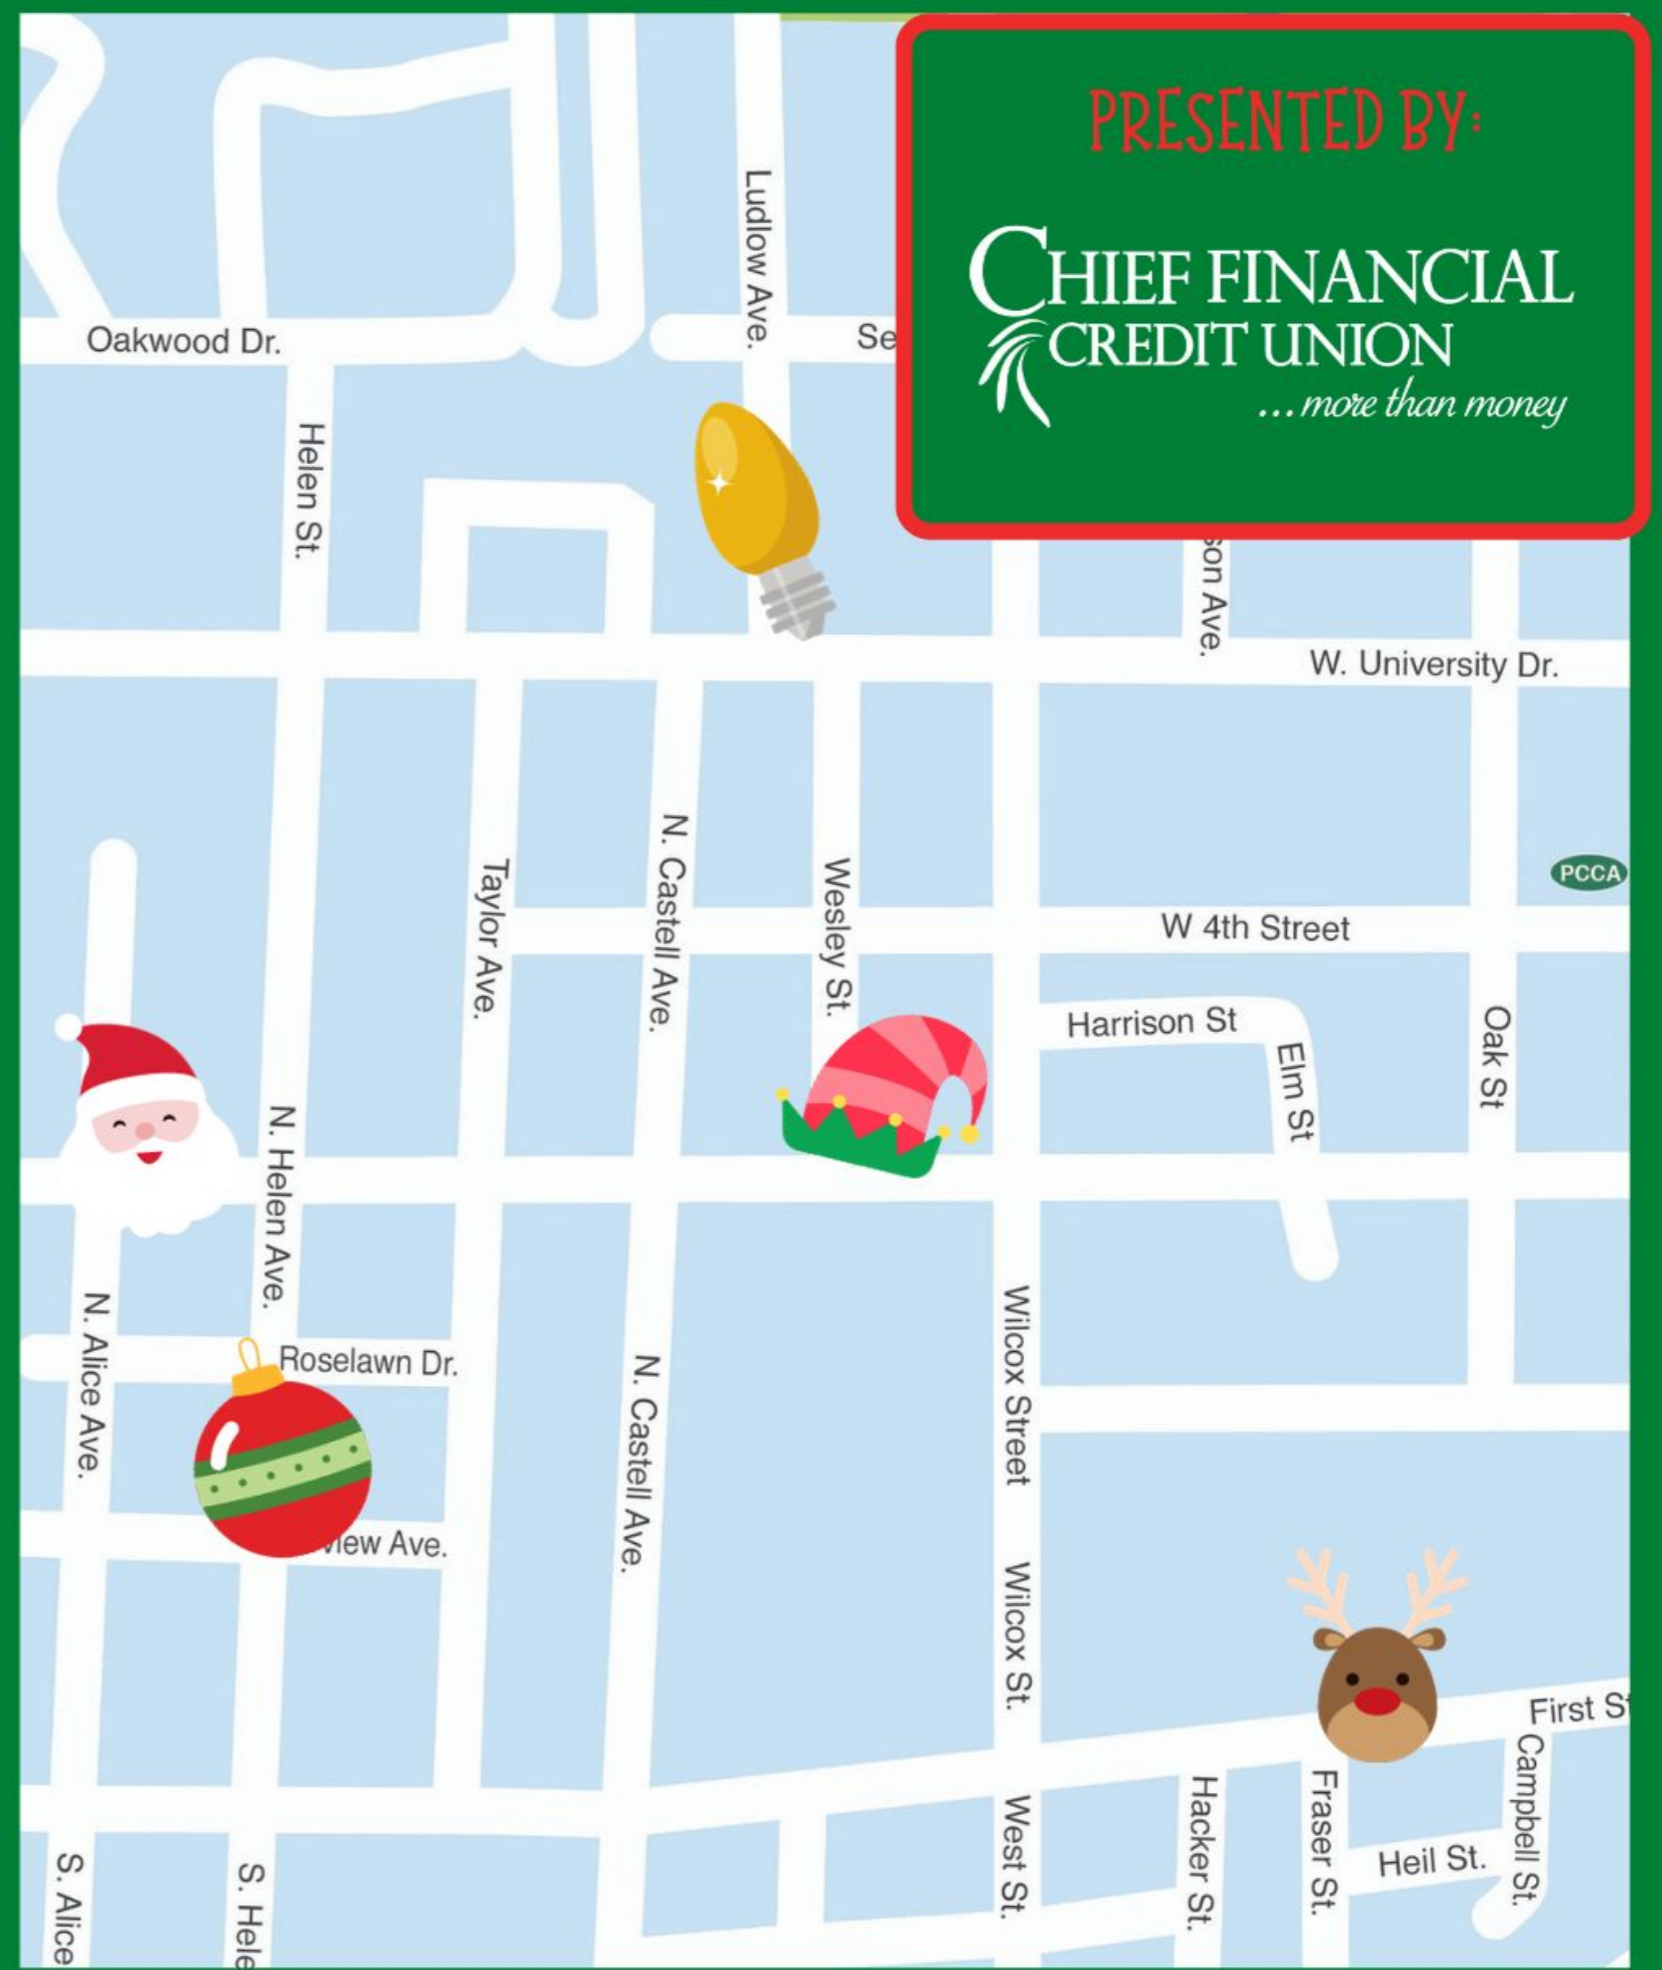 PRESENTED BY:
CHIEF FINANCIAL
CREDIT UNION
...more than money
Ludlow Ave.
Oakwood Dr.
Se
Helen St.
son Ave.
W. University Dr.
N. Castell Ave.
Taylor Ave.
Wesley St.
PCCA
W 4th Street
Harrison St
Oak St
Elm St
N. Helen Ave.
N. Alice Ave.
Roselawn Dr.
Wilcox Street
N. Castell Ave.
view Ave.
Wilcox St.
First St
Campbell St.
Hacker St.
Fraser St.
West St.
Heil St.
S. Alice
S. Hele